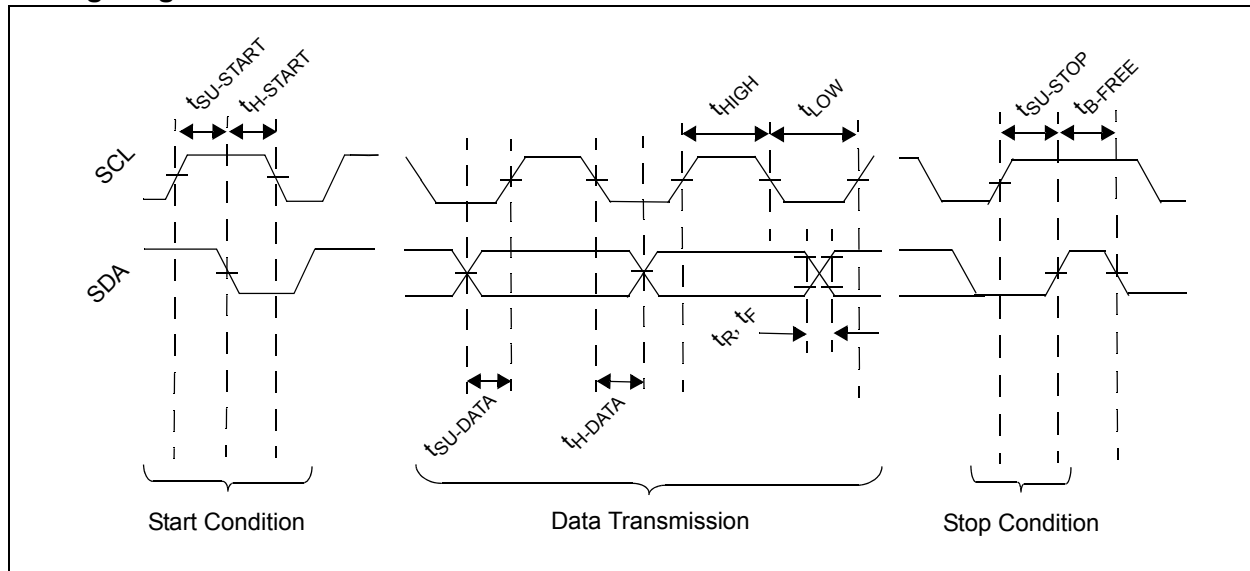 tSU-START
tH-START
tHIGH
tLOW
tSU-STOP
tB-FREE
SCL
SDA
tR, tF
tSU-DATA
tH-DATA
Start Condition
Data Transmission
Stop Condition